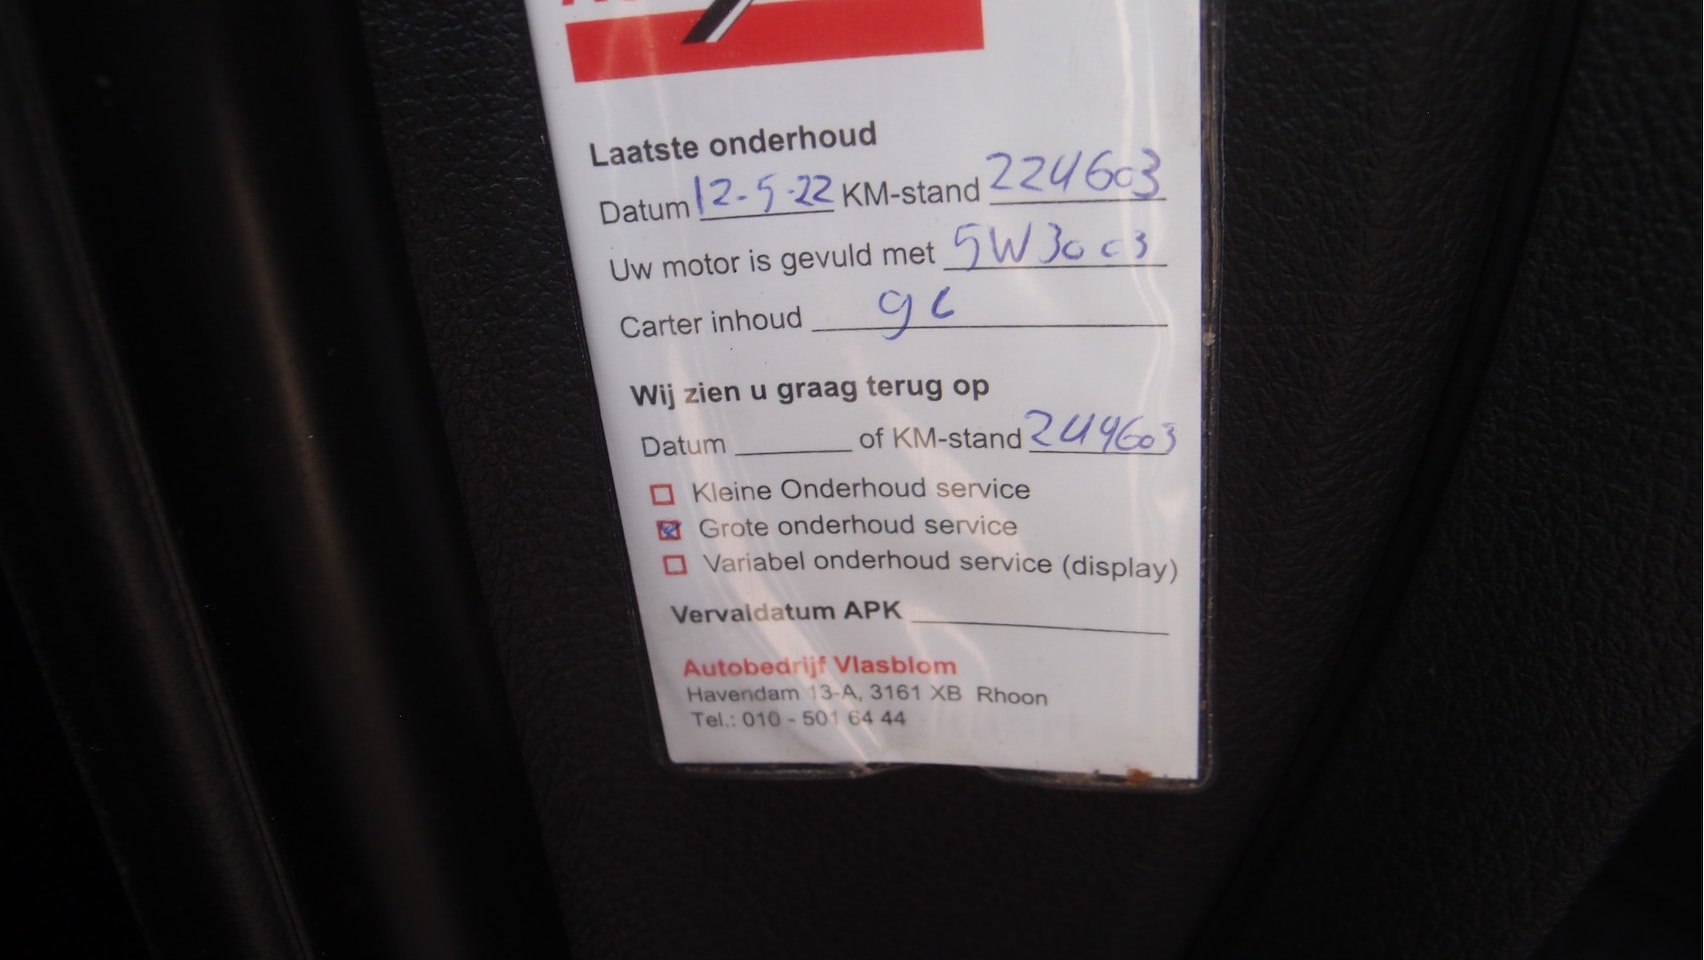 Laatste onderhoud
Datum 12-5-22 KM-stand 224603
Uw motor is gevuld met 5W30 C3
Carter inhoud 9L
Wij zien u graag terug op
Datum ________ of KM-stand 244603
Kleine Onderhoud service
Grote onderhoud service
Variabel onderhoud service (display)
Vervaldatum APK
Autobedrijf Vlasblom
Havendam 13-A, 3161 XB Rhoon
Tel.: 010 - 501 64 44